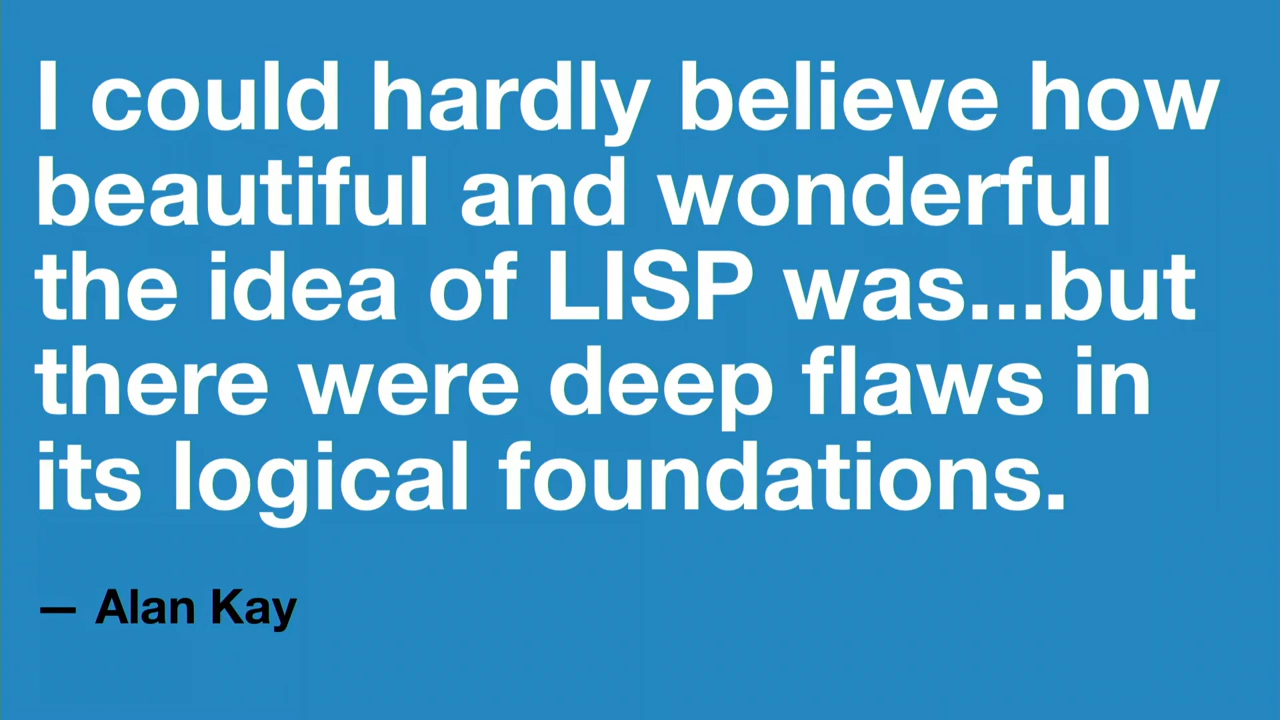 I could hardly believe how
beautiful and wonderful
the idea of LISP was...but
there were deep flaws in
its logical foundations.
— Alan Kay